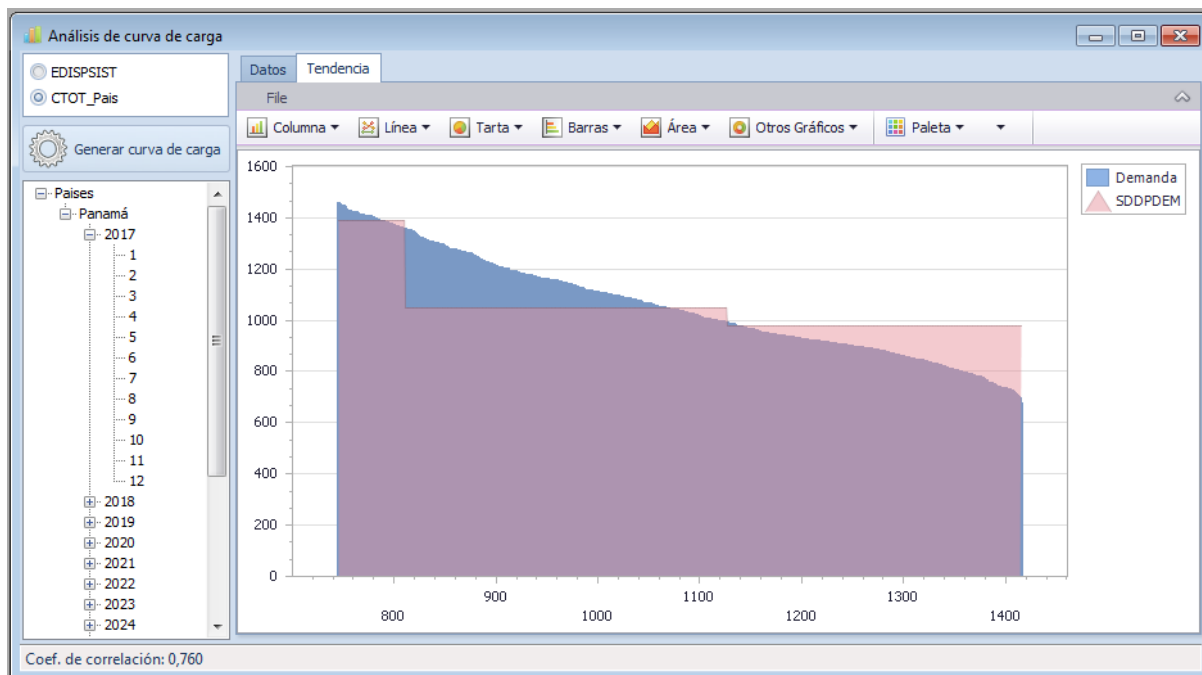 Análisis de curva de carga
EDISPSIST
CTOT_Pais
Generar curva de carga
Paises
Panamá
2017
1
2
3
4
5
6
7
8
9
10
11
12
2018
2019
2020
2021
2022
2023
2024
Datos Tendencia
File
Columna Línea Tarta Barras Área Otros Gráficos Paleta
1600
1400
1200
1000
800
600
400
200
0
900 1100 1300
800 1000 1200 1400
Demanda
SDDPDEM
Coef. de correlación: 0,760